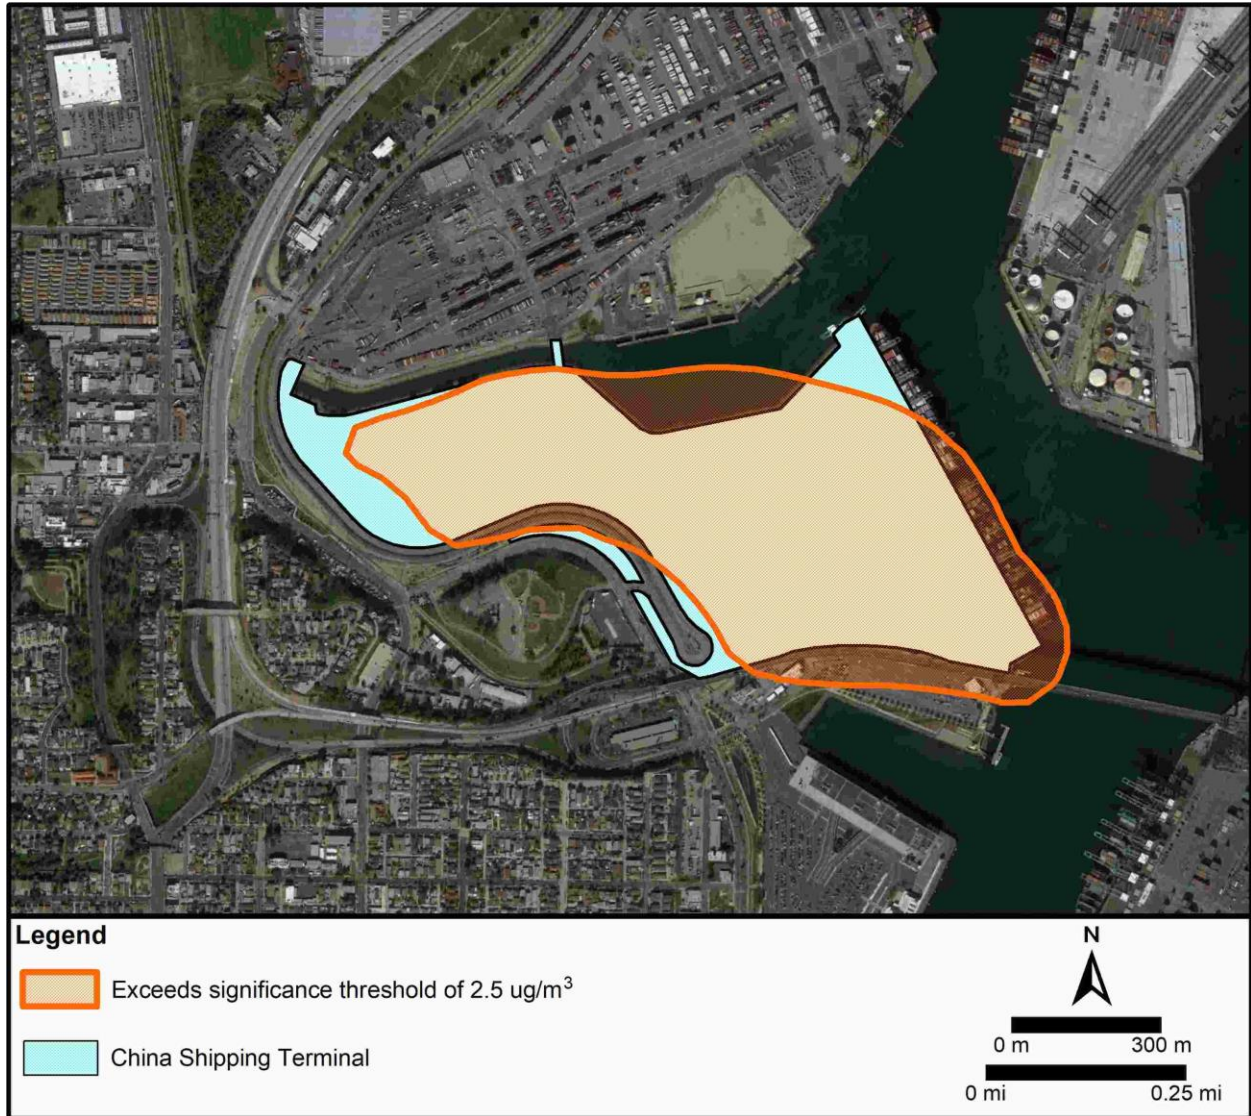 Legend
N
Exceeds significance threshold of 2.5 ug/m³
0 m 300 m
China Shipping Terminal
0 mi 0.25 mi